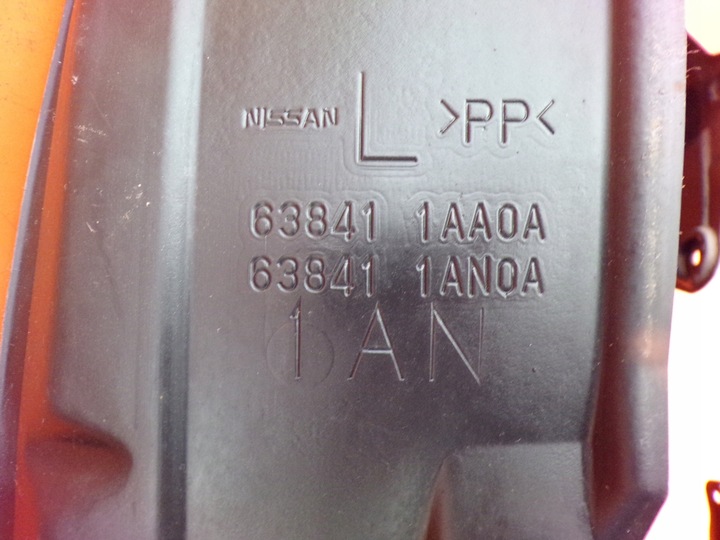 NISSAN L >PP<
63841 1AA0A
63841 1AN0A
1AN